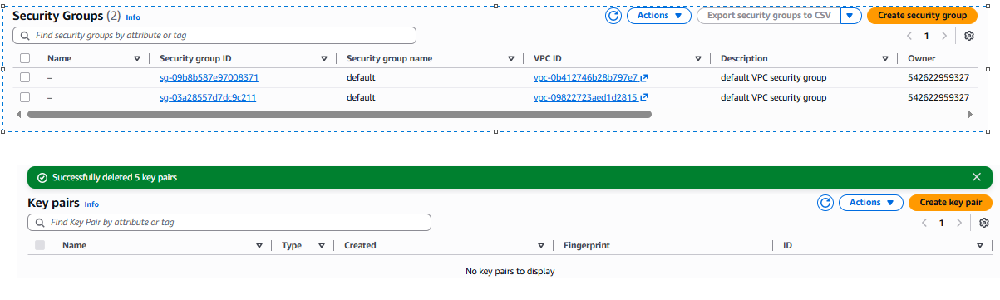 Security Groups (2) Info Actions Export security groups to CSV Create security group
Find security groups by attribute or tag 1
Name Security group ID Security group name VPC ID Description Owner
– sg-09b8b587e97008371 default vpc-0b412746b28b797e7 default VPC security group 542622959327
– sg-03a28557d7dc9c211 default vpc-09822723aed1d2815 default VPC security group 542622959327
Successfully deleted 5 key pairs
Key pairs Info Actions Create key pair
Find Key Pair by attribute or tag 1
Name Type Created Fingerprint ID
No key pairs to display